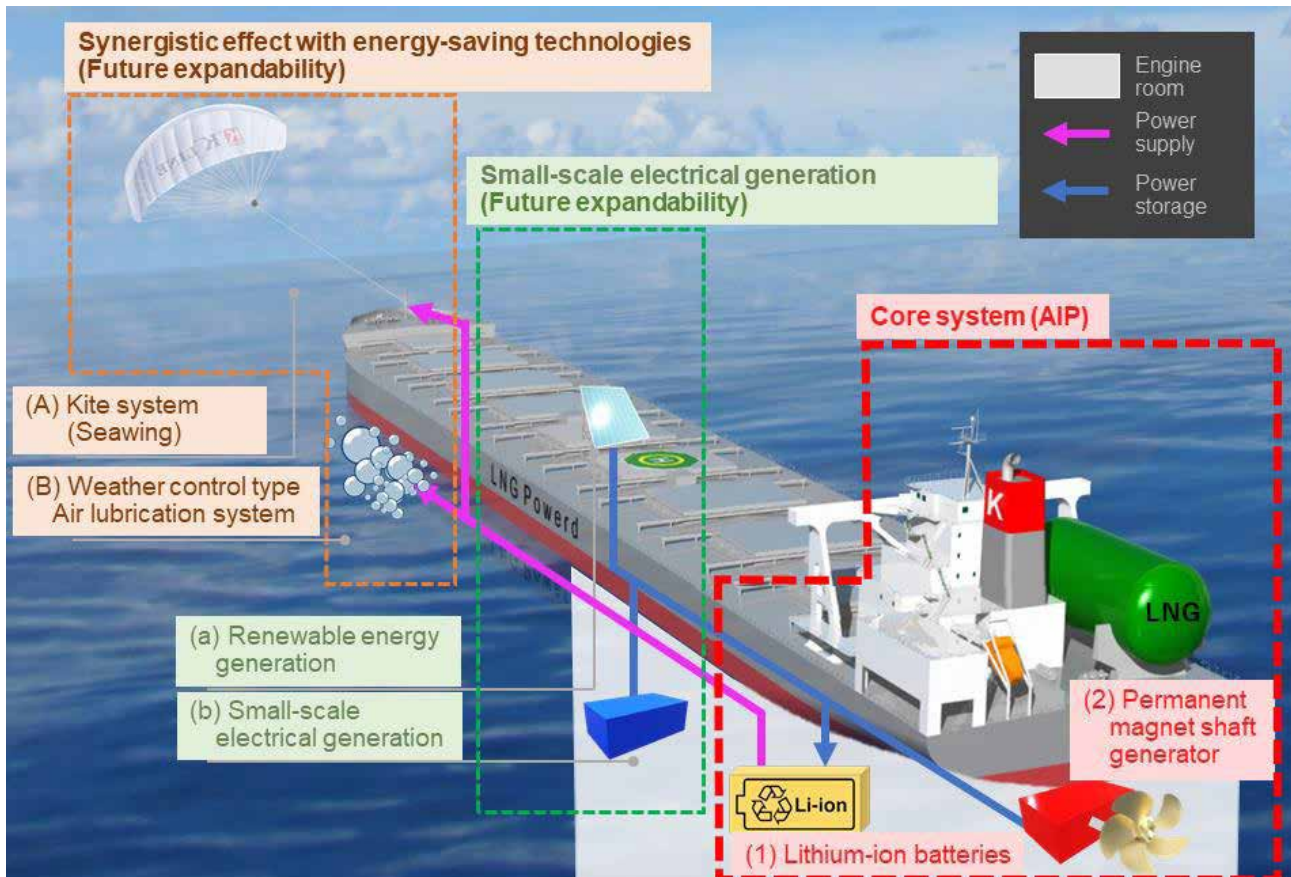 Synergistic effect with energy-saving technologies
(Future expandability)
Engine
room
Power
supply
Power
storage
K LINE
Small-scale electrical generation
(Future expandability)
Core system (AIP)
(A) Kite system
(Seawing)
(B) Weather control type
Air lubrication system
LNG Powerd
K
LNG
(a) Renewable energy
generation
(b) Small-scale
electrical generation
(2) Permanent
magnet shaft
generator
Li-ion
(1) Lithium-ion batteries